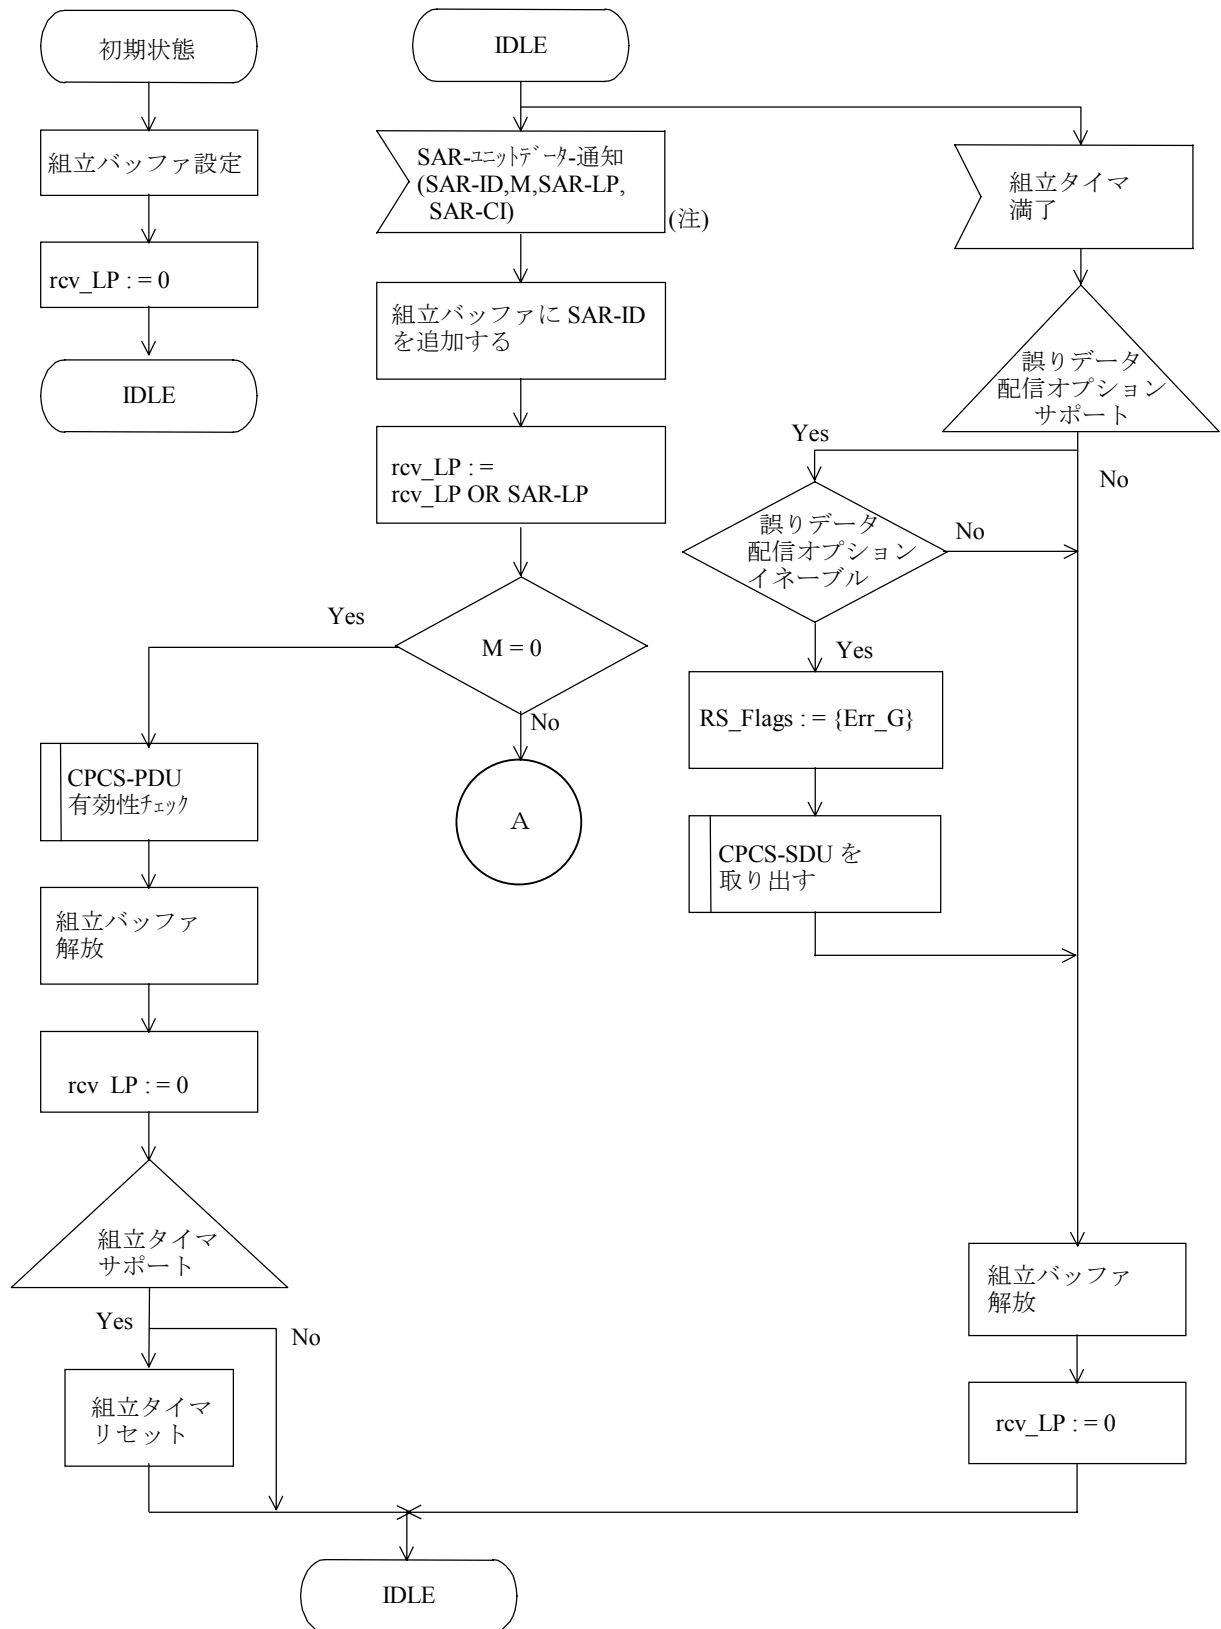 初期状態
組立バッファ設定
rcv_LP : = 0
IDLE
IDLE
SAR-ﾕﾆｯﾄﾃﾞｰﾀ-通知
(SAR-ID,M,SAR-LP,
SAR-CI)
(注)
組立バッファに SAR-ID
を追加する
rcv_LP : =
rcv_LP OR SAR-LP
M = 0
Yes
No
A
CPCS-PDU
有効性ﾁｪｯｸ
組立バッファ
解放
rcv LP : = 0
組立タイマ
サポート
Yes
No
組立タイマ
リセット
組立タイマ
満了
誤りデータ
配信オプション
サポート
Yes
No
誤りデータ
配信オプション
イネーブル
No
Yes
RS_Flags : = {Err_G}
CPCS-SDU を
取り出す
組立バッファ
解放
rcv_LP : = 0
IDLE